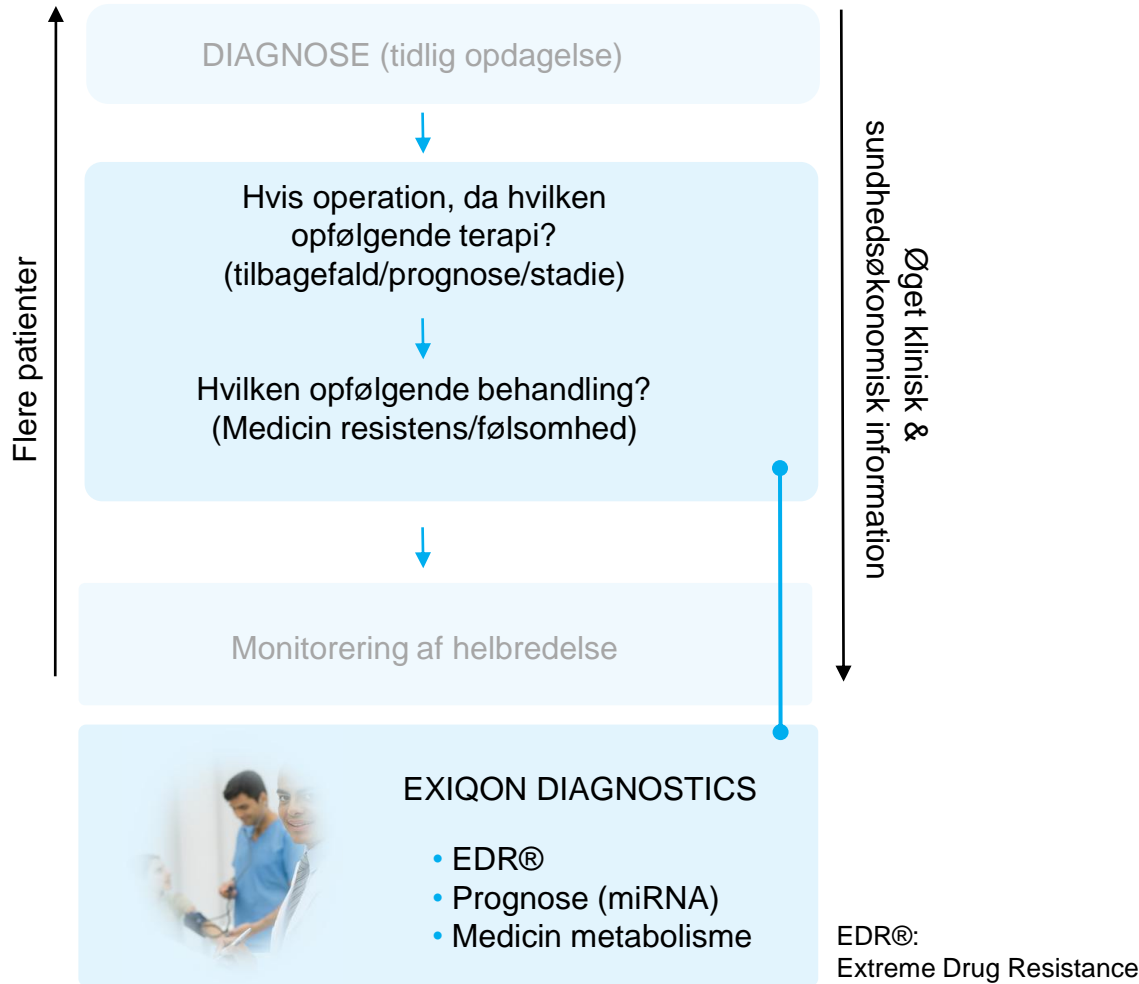 DIAGNOSE (tidlig opdagelse)
Hvis operation, da hvilken
opfølgende terapi?
(tilbagefald/prognose/stadie)
Hvilken opfølgende behandling?
(Medicin resistens/følsomhed)
Monitorering af helbredelse
Flere patienter
Øget klinisk &
sundhedsøkonomisk information
EXIQON DIAGNOSTICS
• EDR®
• Prognose (miRNA)
• Medicin metabolisme
EDR®:
Extreme Drug Resistance